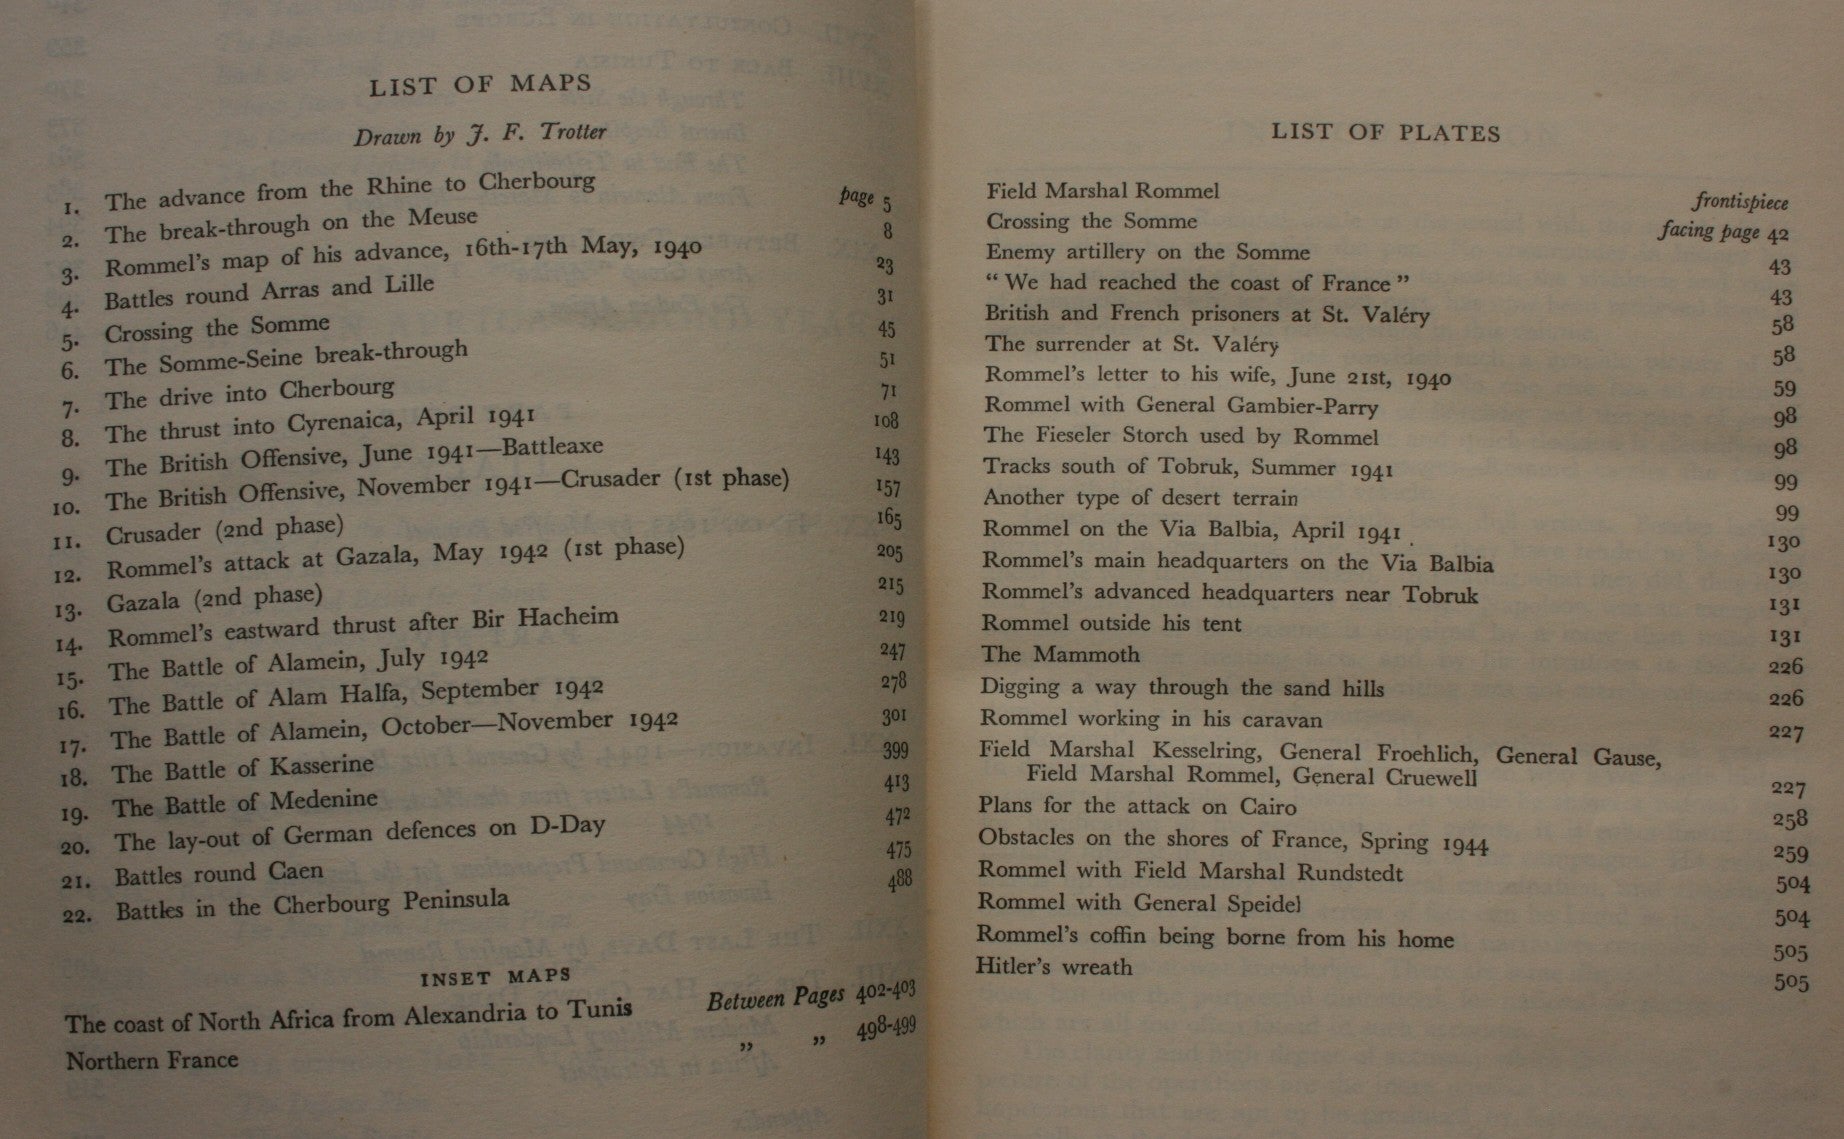 LIST OF MAPS
Drawn by J. F. Trotter
1. The advance from the Rhine to Cherbourg page 5
2. The break-through on the Meuse 8
3. Rommel's map of his advance, 16th-17th May, 1940 23
4. Battles round Arras and Lille 31
5. Crossing the Somme 45
6. The Somme-Seine break-through 51
7. The drive into Cherbourg 71
8. The thrust into Cyrenaica, April 1941 108
9. The British Offensive, June 1941—Battleaxe 143
10. The British Offensive, November 1941—Crusader (1st phase) 157
11. Crusader (2nd phase) 165
12. Rommel's attack at Gazala, May 1942 (1st phase) 205
13. Gazala (2nd phase) 215
14. Rommel's eastward thrust after Bir Hacheim 219
15. The Battle of Alamein, July 1942 247
16. The Battle of Alam Halfa, September 1942 278
17. The Battle of Alamein, October—November 1942 301
18. The Battle of Kasserine 399
19. The Battle of Medenine 413
20. The lay-out of German defences on D-Day 472
21. Battles round Caen 475
22. Battles in the Cherbourg Peninsula 488
INSET MAPS
The coast of North Africa from Alexandria to Tunis Between Pages 402-403
Northern France ,, ,, 498-499
LIST OF PLATES
Field Marshal Rommel frontispiece
Crossing the Somme facing page 42
Enemy artillery on the Somme 43
“We had reached the coast of France” 43
British and French prisoners at St. Valéry 58
The surrender at St. Valéry 58
Rommel's letter to his wife, June 21st, 1940 59
Rommel with General Gambier-Parry 98
The Fieseler Storch used by Rommel 98
Tracks south of Tobruk, Summer 1941 99
Another type of desert terrain 99
Rommel on the Via Balbia, April 1941 130
Rommel's main headquarters on the Via Balbia 130
Rommel's advanced headquarters near Tobruk 131
Rommel outside his tent 131
The Mammoth 226
Digging a way through the sand hills 226
Rommel working in his caravan 227
Field Marshal Kesselring, General Froehlich, General Gause,
Field Marshal Rommel, General Cruewell 227
Plans for the attack on Cairo 258
Obstacles on the shores of France, Spring 1944 259
Rommel with Field Marshal Rundstedt 504
Rommel with General Speidel 504
Rommel's coffin being borne from his home 505
Hitler's wreath 505